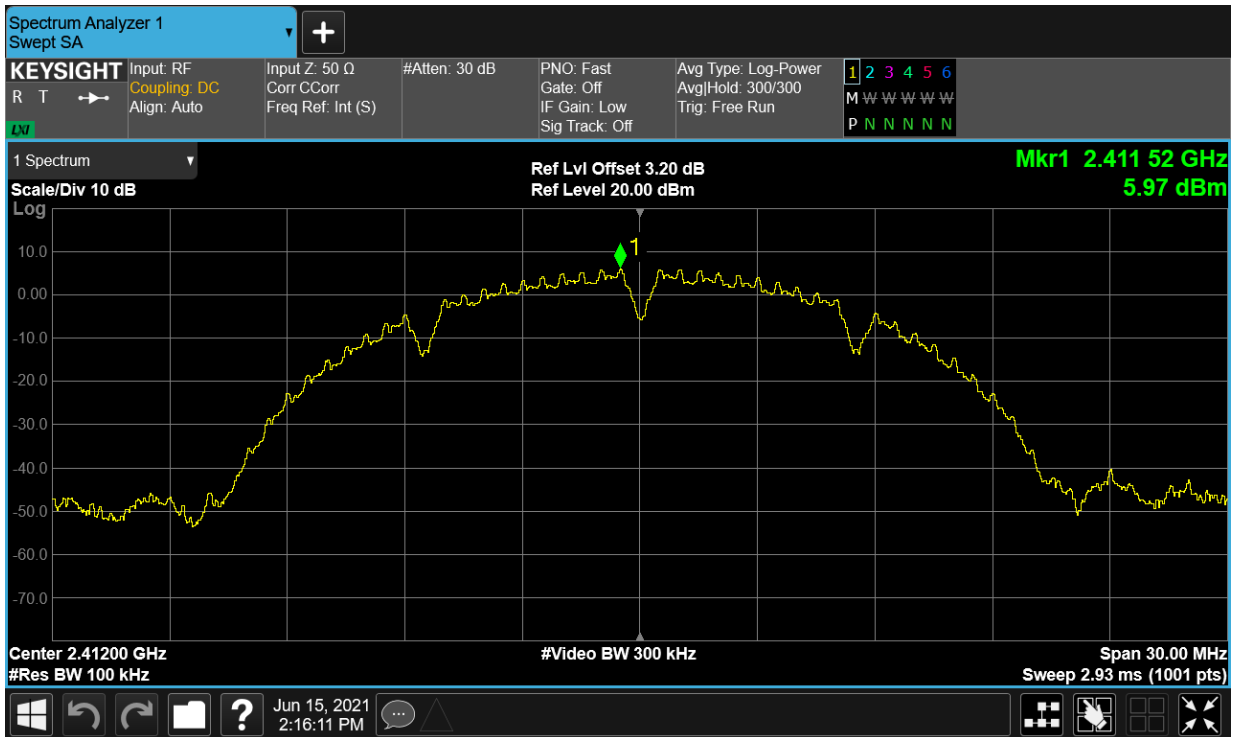 Spectrum Analyzer 1
Swept SA
+
KEYSIGHT
R T
LXI
Input: RF
Coupling: DC
Align: Auto
Input Z: 50 Ω
Corr CCorr
Freq Ref: Int (S)
#Atten: 30 dB
PNO: Fast
Gate: Off
IF Gain: Low
Sig Track: Off
Avg Type: Log-Power
Avg|Hold: 300/300
Trig: Free Run
1 2 3 4 5 6
M W W W W W
P N N N N N N
1 Spectrum
Scale/Div 10 dB
Log
Ref Lvl Offset 3.20 dB
Ref Level 20.00 dBm
Mkr1 2.411 52 GHz
5.97 dBm
1
10.0
0.00
-10.0
-20.0
-30.0
-40.0
-50.0
-60.0
-70.0
Center 2.41200 GHz
#Res BW 100 kHz
#Video BW 300 kHz
Span 30.00 MHz
Sweep 2.93 ms (1001 pts)
?
Jun 15, 2021
2:16:11 PM